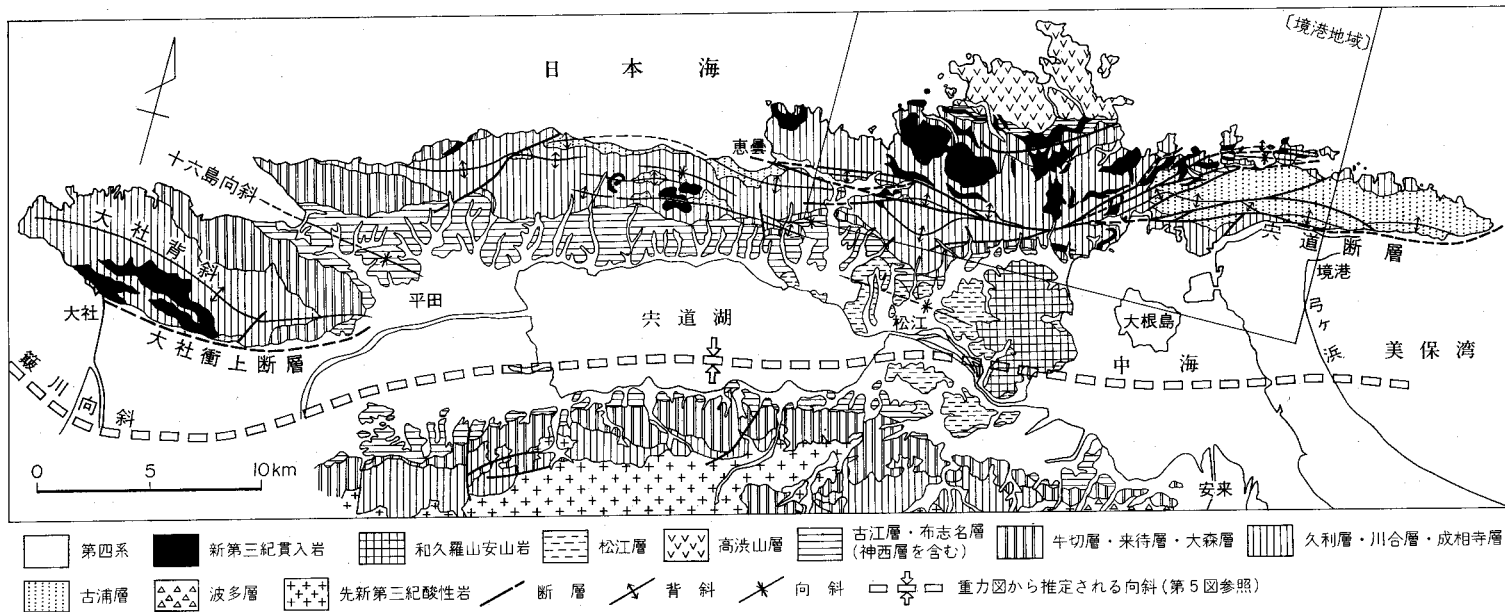 〔境港地域〕
日本海
恵曇
十六島向斜
大社背斜
宍道断層
境港
平田
大社
宍道湖
松江
大根島
弓ヶ浜
美保湾
大社衝上断層
中海
簸川向斜
0 5 10km
安来
第四系
新第三紀貫入岩
和久羅山安山岩
松江層
高渋山層
古江層・布志名層
(神西層を含む)
牛切層・来待層・大森層
久利層・川合層・成相寺層
古浦層
波多層
先新第三紀酸性岩
断層
背斜
向斜
重力図から推定される向斜(第5図参照)